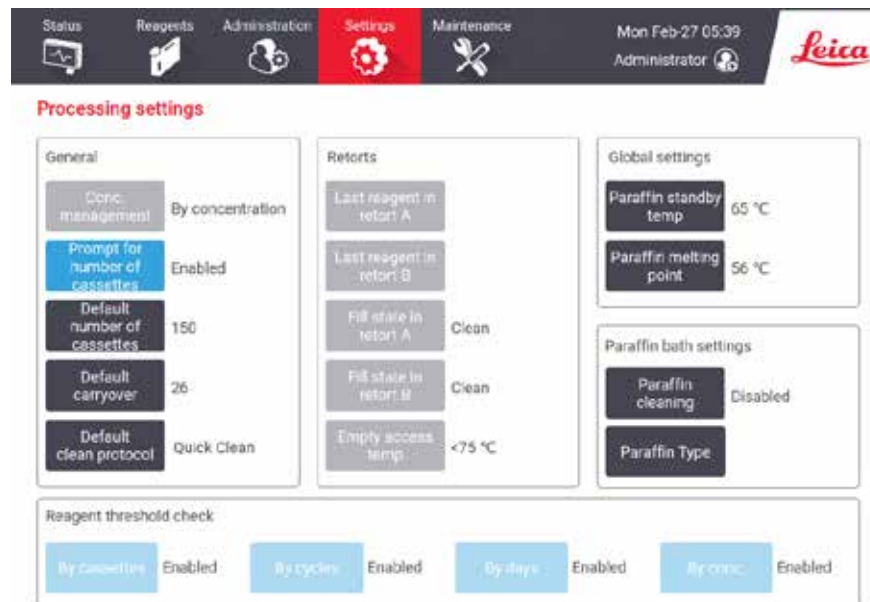 Status Reagents Administration Settings Maintenance
Mon Feb-27 05:39
Administrator
Leica
Processing settings
General
Conc.
management
By concentration
Prompt for
number of
cassettes
Enabled
Default
number of
cassettes
150
Default
carryover
26
Default
clean protocol
Quick Clean
Retorts
Last reagent in
retort A
Last reagent in
retort B
Fill state in
retort A
Clean
Fill state in
retort B
Clean
Empty access
temp.
<75 °C
Global settings
Paraffin standby
temp
65 °C
Paraffin melting
point
56 °C
Paraffin bath settings
Paraffin
cleaning
Disabled
Paraffin Type
Reagent threshold check
By cassettes Enabled
By cycles Enabled
By days Enabled
By conc. Enabled